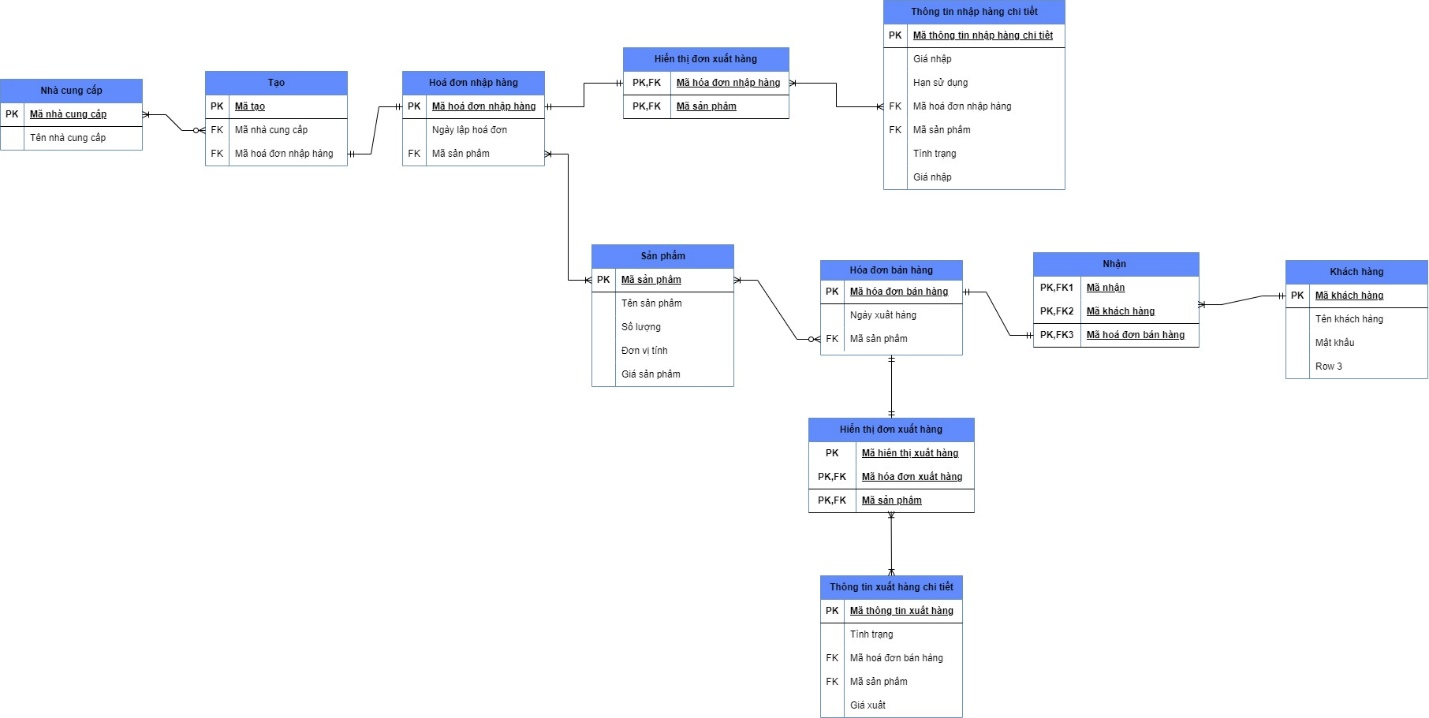 Nhà cung cấp
PK Mã nhà cung cấp
Tên nhà cung cấp
Tạo
PK Mã tạo
FK Mã nhà cung cấp
FK Mã hoá đơn nhập hàng
Hoá đơn nhập hàng
PK Mã hoá đơn nhập hàng
Ngày lập hoá đơn
FK Mã sản phẩm
Hiển thị đơn xuất hàng
PK,FK Mã hóa đơn nhập hàng
PK,FK Mã sản phẩm
Thông tin nhập hàng chi tiết
PK Mã thông tin nhập hàng chi tiết
Giá nhập
Hạn sử dụng
FK Mã hoá đơn nhập hàng
FK Mã sản phẩm
Tình trạng
Giá nhập
Sản phẩm
PK Mã sản phẩm
Tên sản phẩm
Số lượng
Đơn vị tính
Giá sản phẩm
Hóa đơn bán hàng
PK Mã hóa đơn bán hàng
Ngày xuất hàng
FK Mã sản phẩm
Nhận
PK,FK1 Mã nhận
PK,FK2 Mã khách hàng
PK,FK3 Mã hoá đơn bán hàng
Khách hàng
PK Mã khách hàng
Tên khách hàng
Mật khẩu
Row 3
Hiển thị đơn xuất hàng
PK Mã hiển thị xuất hàng
PK,FK Mã hóa đơn xuất hàng
PK,FK Mã sản phẩm
Thông tin xuất hàng chi tiết
PK Mã thông tin xuất hàng
Tình trạng
FK Mã hoá đơn bán hàng
FK Mã sản phẩm
Giá xuất